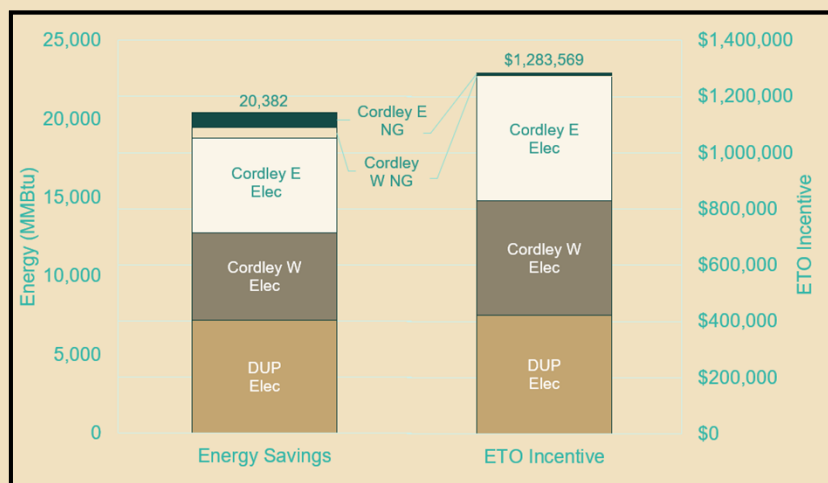 25,000
20,000
15,000
10,000
5,000
0
Energy (MMBtu)
20,382
Cordley E
Elec
Cordley W
Elec
DUP
Elec
Energy Savings
Cordley E
NG
Cordley
W NG
$1,283,569
Cordley E
Elec
Cordley W
Elec
DUP
Elec
ETO Incentive
$1,400,000
$1,200,000
$1,000,000
$800,000
$600,000
$400,000
$200,000
$0
ETO Incentive